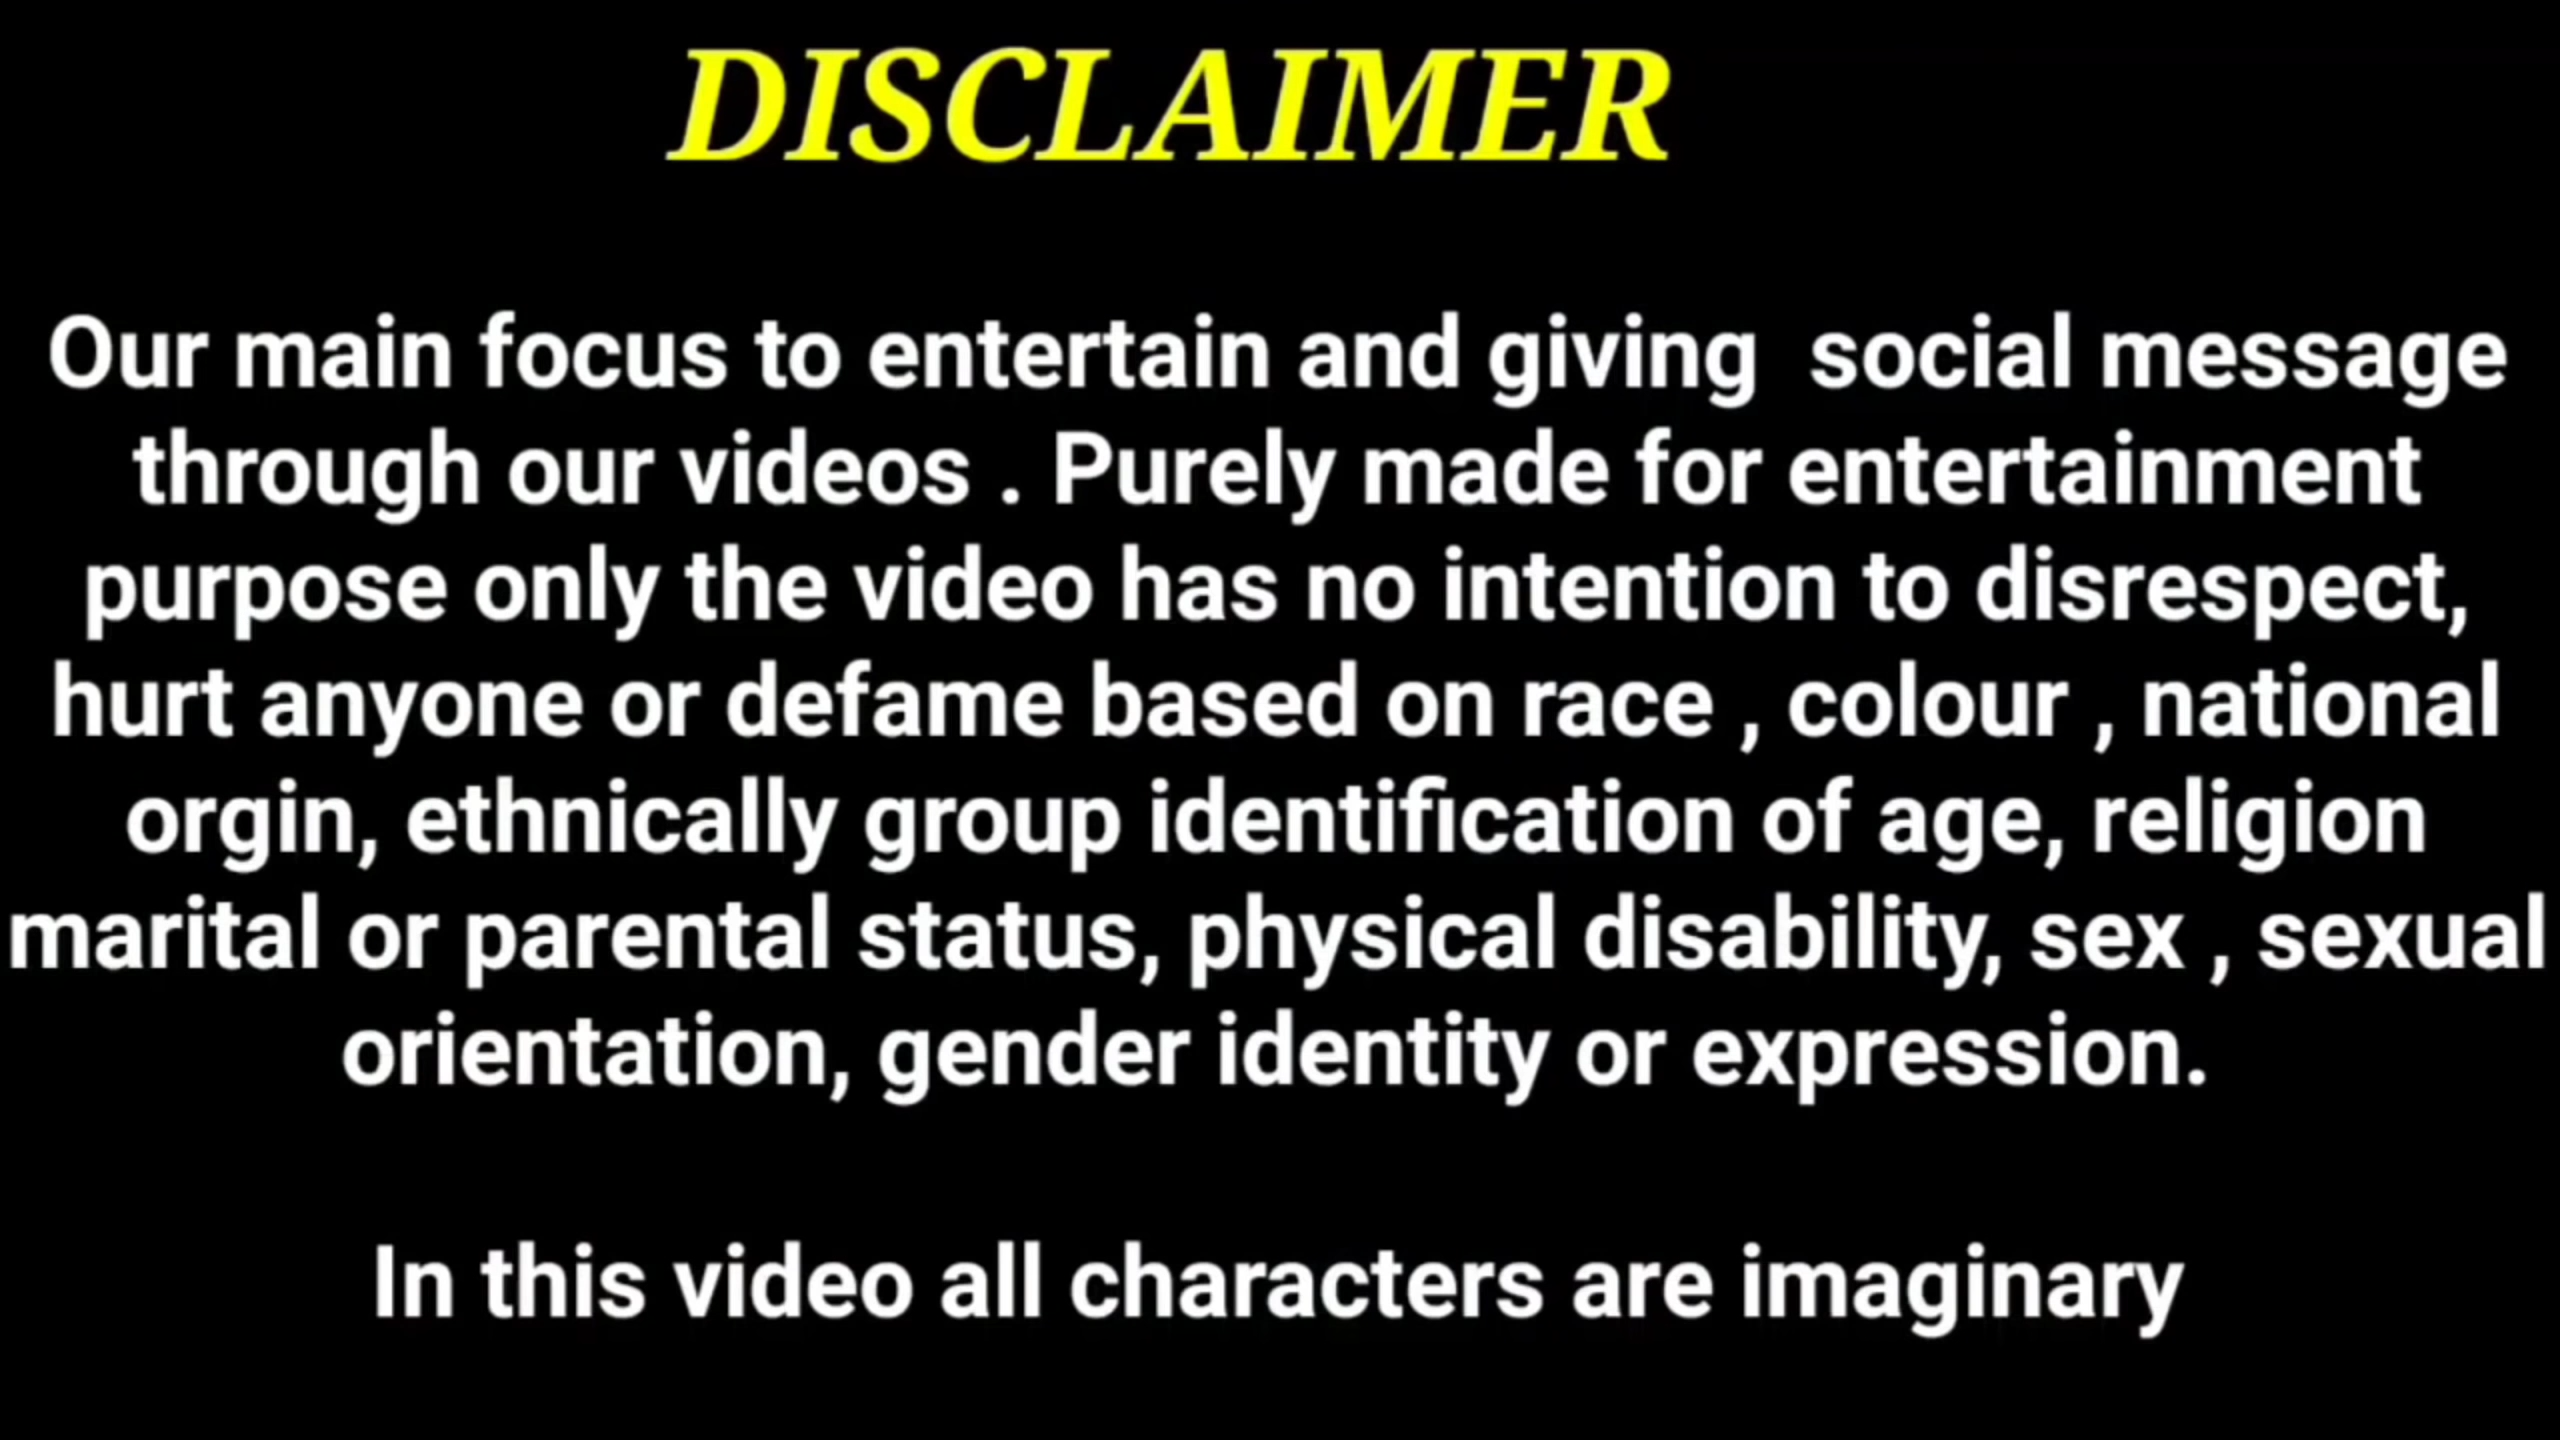 DISCLAIMER
Our main focus to entertain and giving  social message
through our videos . Purely made for entertainment
purpose only the video has no intention to disrespect,
hurt anyone or defame based on race , colour , national
orgin, ethnically group identification of age, religion
marital or parental status, physical disability, sex , sexual
orientation, gender identity or expression.
In this video all characters are imaginary